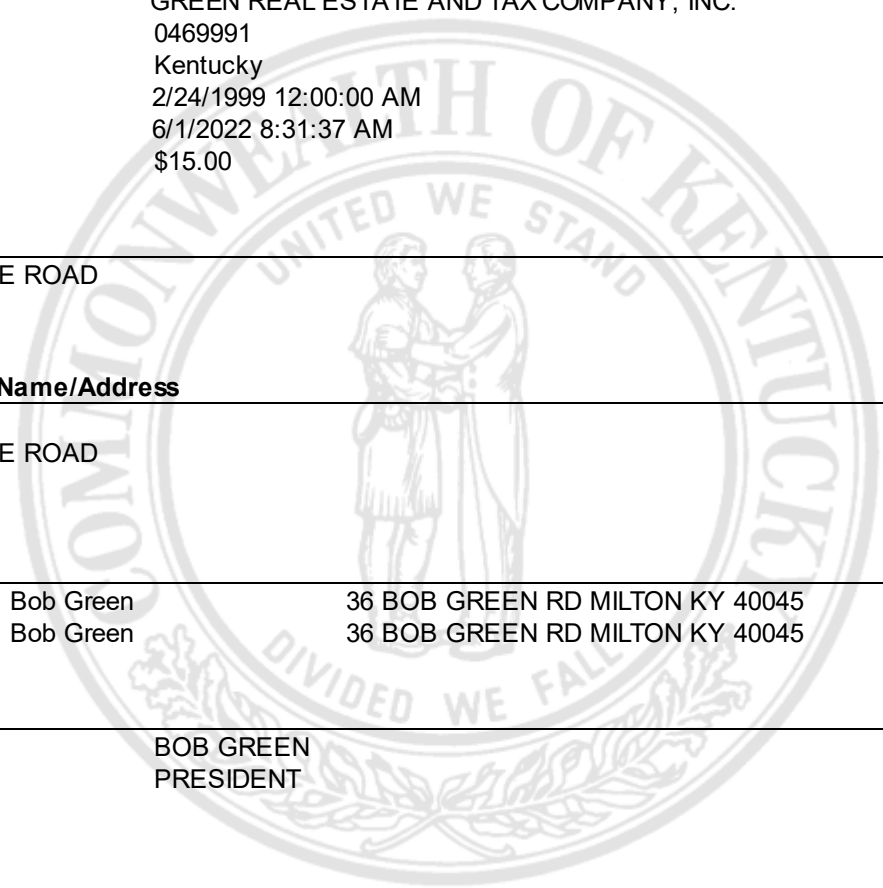 GREEN REAL ESTATE AND TAX COMPANY, INC.
0469991
Kentucky
2/24/1999 12:00:00 AM
6/1/2022 8:31:37 AM
$15.00
E ROAD
Name/Address
E ROAD
Bob Green 36 BOB GREEN RD MILTON KY 40045
Bob Green 36 BOB GREEN RD MILTON KY 40045
BOB GREEN
PRESIDENT
COMMONWEALTH OF KENTUCKY
UNITED WE STAND
DIVIDED WE FALL